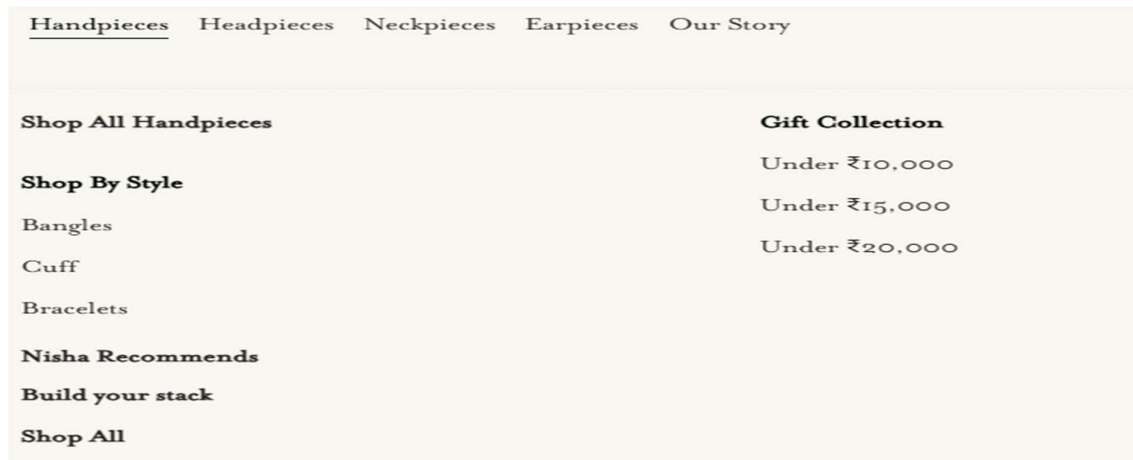 Handpieces Headpieces Neckpieces Earpieces Our Story
Shop All Handpieces
Shop By Style
Bangles
Cuff
Bracelets
Nisha Recommends
Build your stack
Shop All
Gift Collection
Under ₹10,000
Under ₹15,000
Under ₹20,000